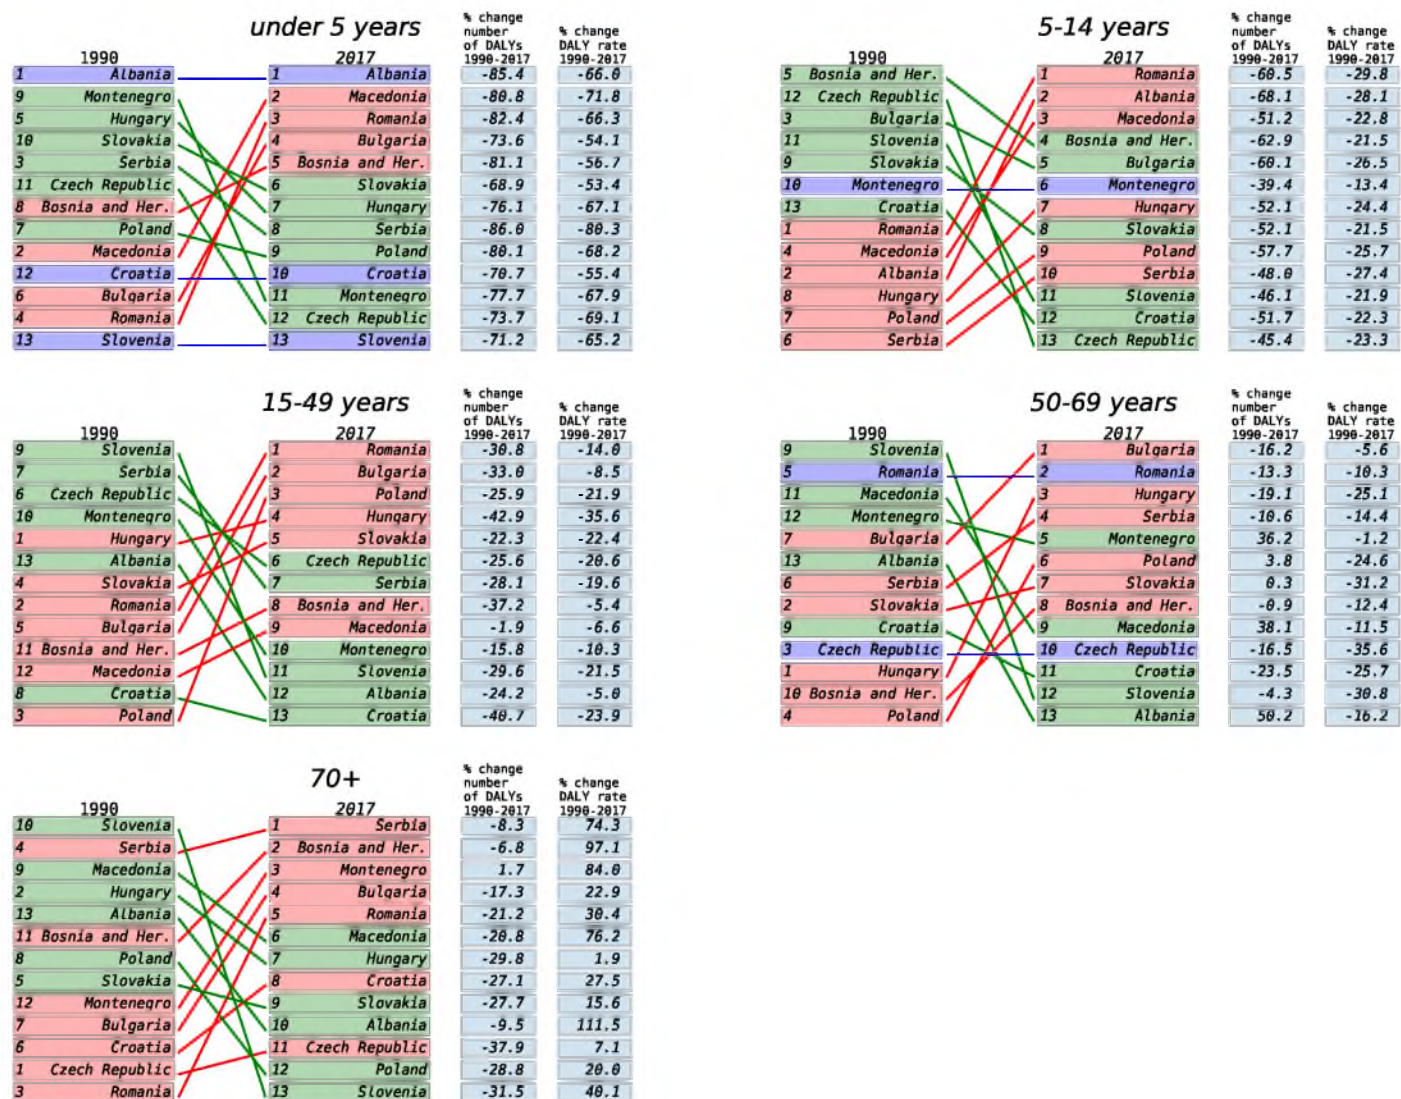 under 5 years
% change number of DALYs 1990-2017
% change DALY rate 1990-2017
1990 2017
1 Albania 1 Albania -85.4 -66.0
9 Montenegro 2 Macedonia -80.8 -71.8
5 Hungary 3 Romania -82.4 -66.3
10 Slovakia 4 Bulgaria -73.6 -54.1
3 Serbia 5 Bosnia and Her. -81.1 -56.7
11 Czech Republic 6 Slovakia -68.9 -53.4
8 Bosnia and Her. 7 Hungary -76.1 -67.1
7 Poland 8 Serbia -86.0 -80.3
2 Macedonia 9 Poland -80.1 -68.2
12 Croatia 10 Croatia -70.7 -55.4
6 Bulgaria 11 Montenegro -77.7 -67.9
4 Romania 12 Czech Republic -73.7 -69.1
13 Slovenia 13 Slovenia -71.2 -65.2
5-14 years
% change number of DALYs 1990-2017
% change DALY rate 1990-2017
1990 2017
5 Bosnia and Her. 1 Romania -60.5 -29.8
12 Czech Republic 2 Albania -68.1 -28.1
3 Bulgaria 3 Macedonia -51.2 -22.8
11 Slovenia 4 Bosnia and Her. -62.9 -21.5
9 Slovakia 5 Bulgaria -60.1 -26.5
10 Montenegro 6 Montenegro -39.4 -13.4
13 Croatia 7 Hungary -52.1 -24.4
1 Romania 8 Slovakia -52.1 -21.5
4 Macedonia 9 Poland -57.7 -25.7
2 Albania 10 Serbia -48.0 -27.4
8 Hungary 11 Slovenia -46.1 -21.9
7 Poland 12 Croatia -51.7 -22.3
6 Serbia 13 Czech Republic -45.4 -23.3
15-49 years
% change number of DALYs 1990-2017
% change DALY rate 1990-2017
1990 2017
9 Slovenia 1 Romania -30.8 -14.0
7 Serbia 2 Bulgaria -33.0 -8.5
6 Czech Republic 3 Poland -25.9 -21.9
10 Montenegro 4 Hungary -42.9 -35.6
1 Hungary 5 Slovakia -22.3 -22.4
13 Albania 6 Czech Republic -25.6 -20.6
4 Slovakia 7 Serbia -28.1 -19.6
2 Romania 8 Bosnia and Her. -37.2 -5.4
5 Bulgaria 9 Macedonia -1.9 -6.6
11 Bosnia and Her. 10 Montenegro -15.8 -10.3
12 Macedonia 11 Slovenia -29.6 -21.5
8 Croatia 12 Albania -24.2 -5.0
3 Poland 13 Croatia -40.7 -23.9
50-69 years
% change number of DALYs 1990-2017
% change DALY rate 1990-2017
1990 2017
9 Slovenia 1 Bulgaria -16.2 -5.6
5 Romania 2 Romania -13.3 -10.3
11 Macedonia 3 Hungary -19.1 -25.1
12 Montenegro 4 Serbia -10.6 -14.4
7 Bulgaria 5 Montenegro 36.2 -1.2
13 Albania 6 Poland 3.8 -24.6
6 Serbia 7 Slovakia 0.3 -31.2
2 Slovakia 8 Bosnia and Her. -0.9 -12.4
9 Croatia 9 Macedonia 38.1 -11.5
3 Czech Republic 10 Czech Republic -16.5 -35.6
1 Hungary 11 Croatia -23.5 -25.7
10 Bosnia and Her. 12 Slovenia -4.3 -30.8
4 Poland 13 Albania 50.2 -16.2
70+
% change number of DALYs 1990-2017
% change DALY rate 1990-2017
1990 2017
10 Slovenia 1 Serbia -8.3 74.3
4 Serbia 2 Bosnia and Her. -6.8 97.1
9 Macedonia 3 Montenegro 1.7 84.0
2 Hungary 4 Bulgaria -17.3 22.9
13 Albania 5 Romania -21.2 30.4
11 Bosnia and Her. 6 Macedonia -20.8 76.2
8 Poland 7 Hungary -29.8 1.9
5 Slovakia 8 Croatia -27.1 27.5
12 Montenegro 9 Slovakia -27.7 15.6
7 Bulgaria 10 Albania -9.5 111.5
6 Croatia 11 Czech Republic -37.9 7.1
1 Czech Republic 12 Poland -28.8 20.0
3 Romania 13 Slovenia -31.5 40.1